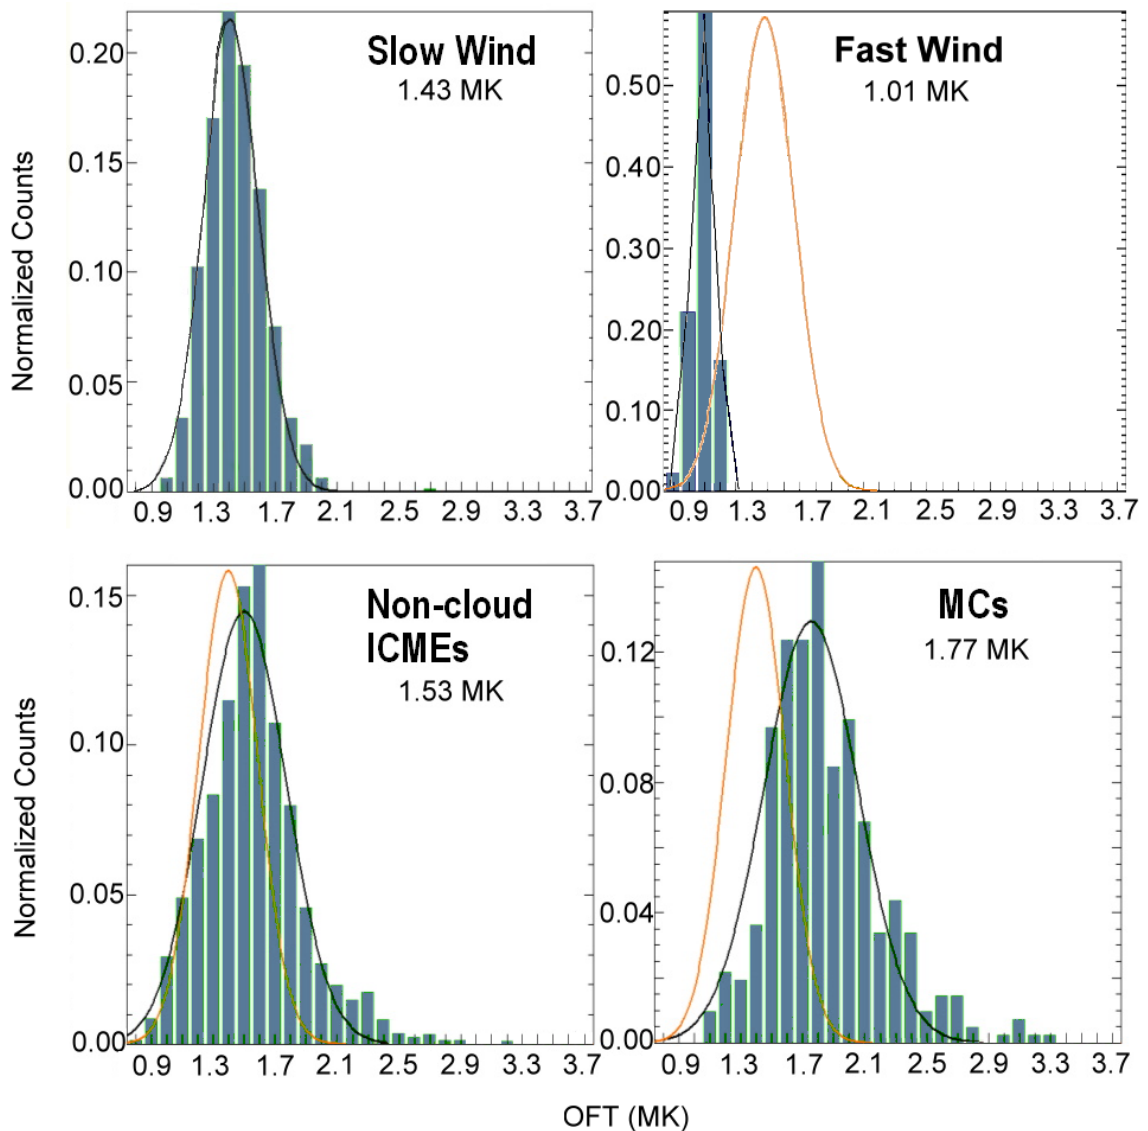 Slow Wind
1.43 MK
0.20
0.15
0.10
0.05
0.00
0.9 1.3 1.7 2.1 2.5 2.9 3.3 3.7
Normalized Counts
Fast Wind
1.01 MK
0.50
0.40
0.30
0.20
0.10
0.00
0.9 1.3 1.7 2.1 2.5 2.9 3.3 3.7
Non-cloud
ICMEs
1.53 MK
0.15
0.10
0.05
0.00
0.9 1.3 1.7 2.1 2.5 2.9 3.3 3.7
Normalized Counts
MCs
1.77 MK
0.12
0.08
0.04
0.00
0.9 1.3 1.7 2.1 2.5 2.9 3.3 3.7
OFT (MK)